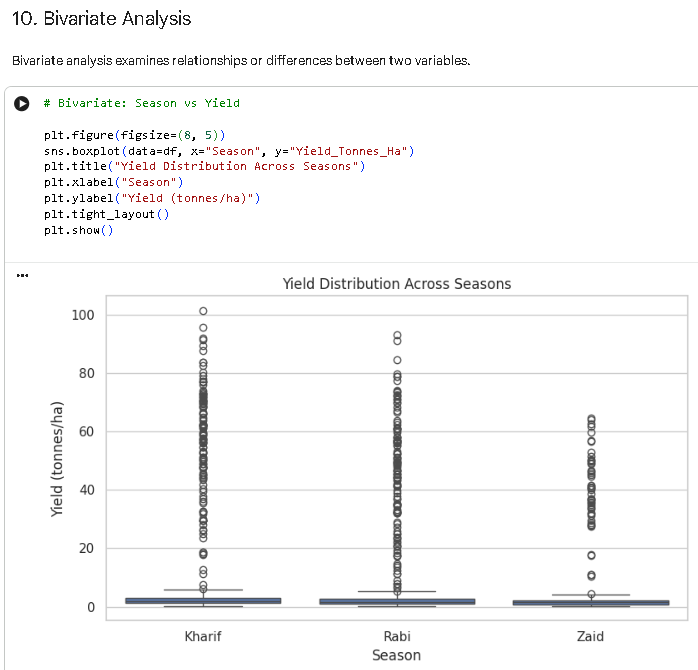 10. Bivariate Analysis
Bivariate analysis examines relationships or differences between two variables.
# Bivariate: Season vs Yield
plt.figure(figsize=(8, 5))
sns.boxplot(data=df, x="Season", y="Yield_Tonnes_Ha")
plt.title("Yield Distribution Across Seasons")
plt.xlabel("Season")
plt.ylabel("Yield (tonnes/ha)")
plt.tight_layout()
plt.show()
...
Yield Distribution Across Seasons
100
80
60
40
20
0
Yield (tonnes/ha)
Kharif Rabi Zaid
Season